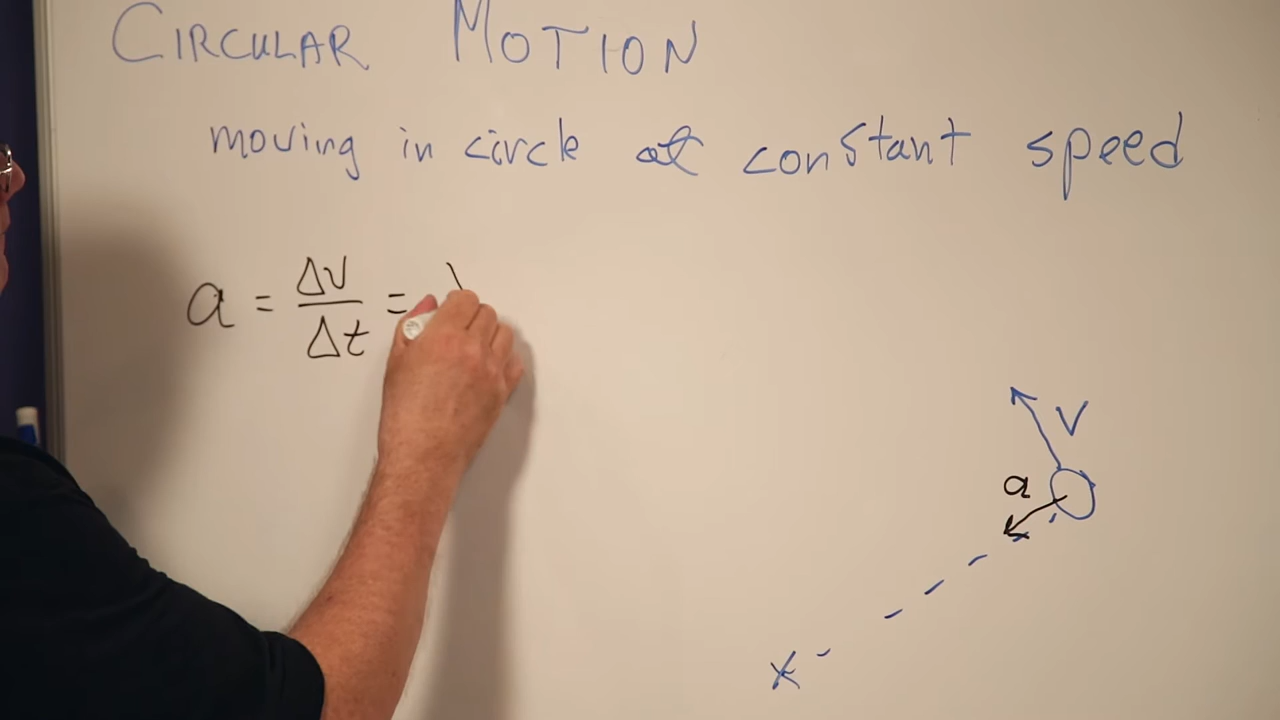 CIRCULAR MOTION
moving in circle at constant speed
a = Δv/Δt =
V
a
x